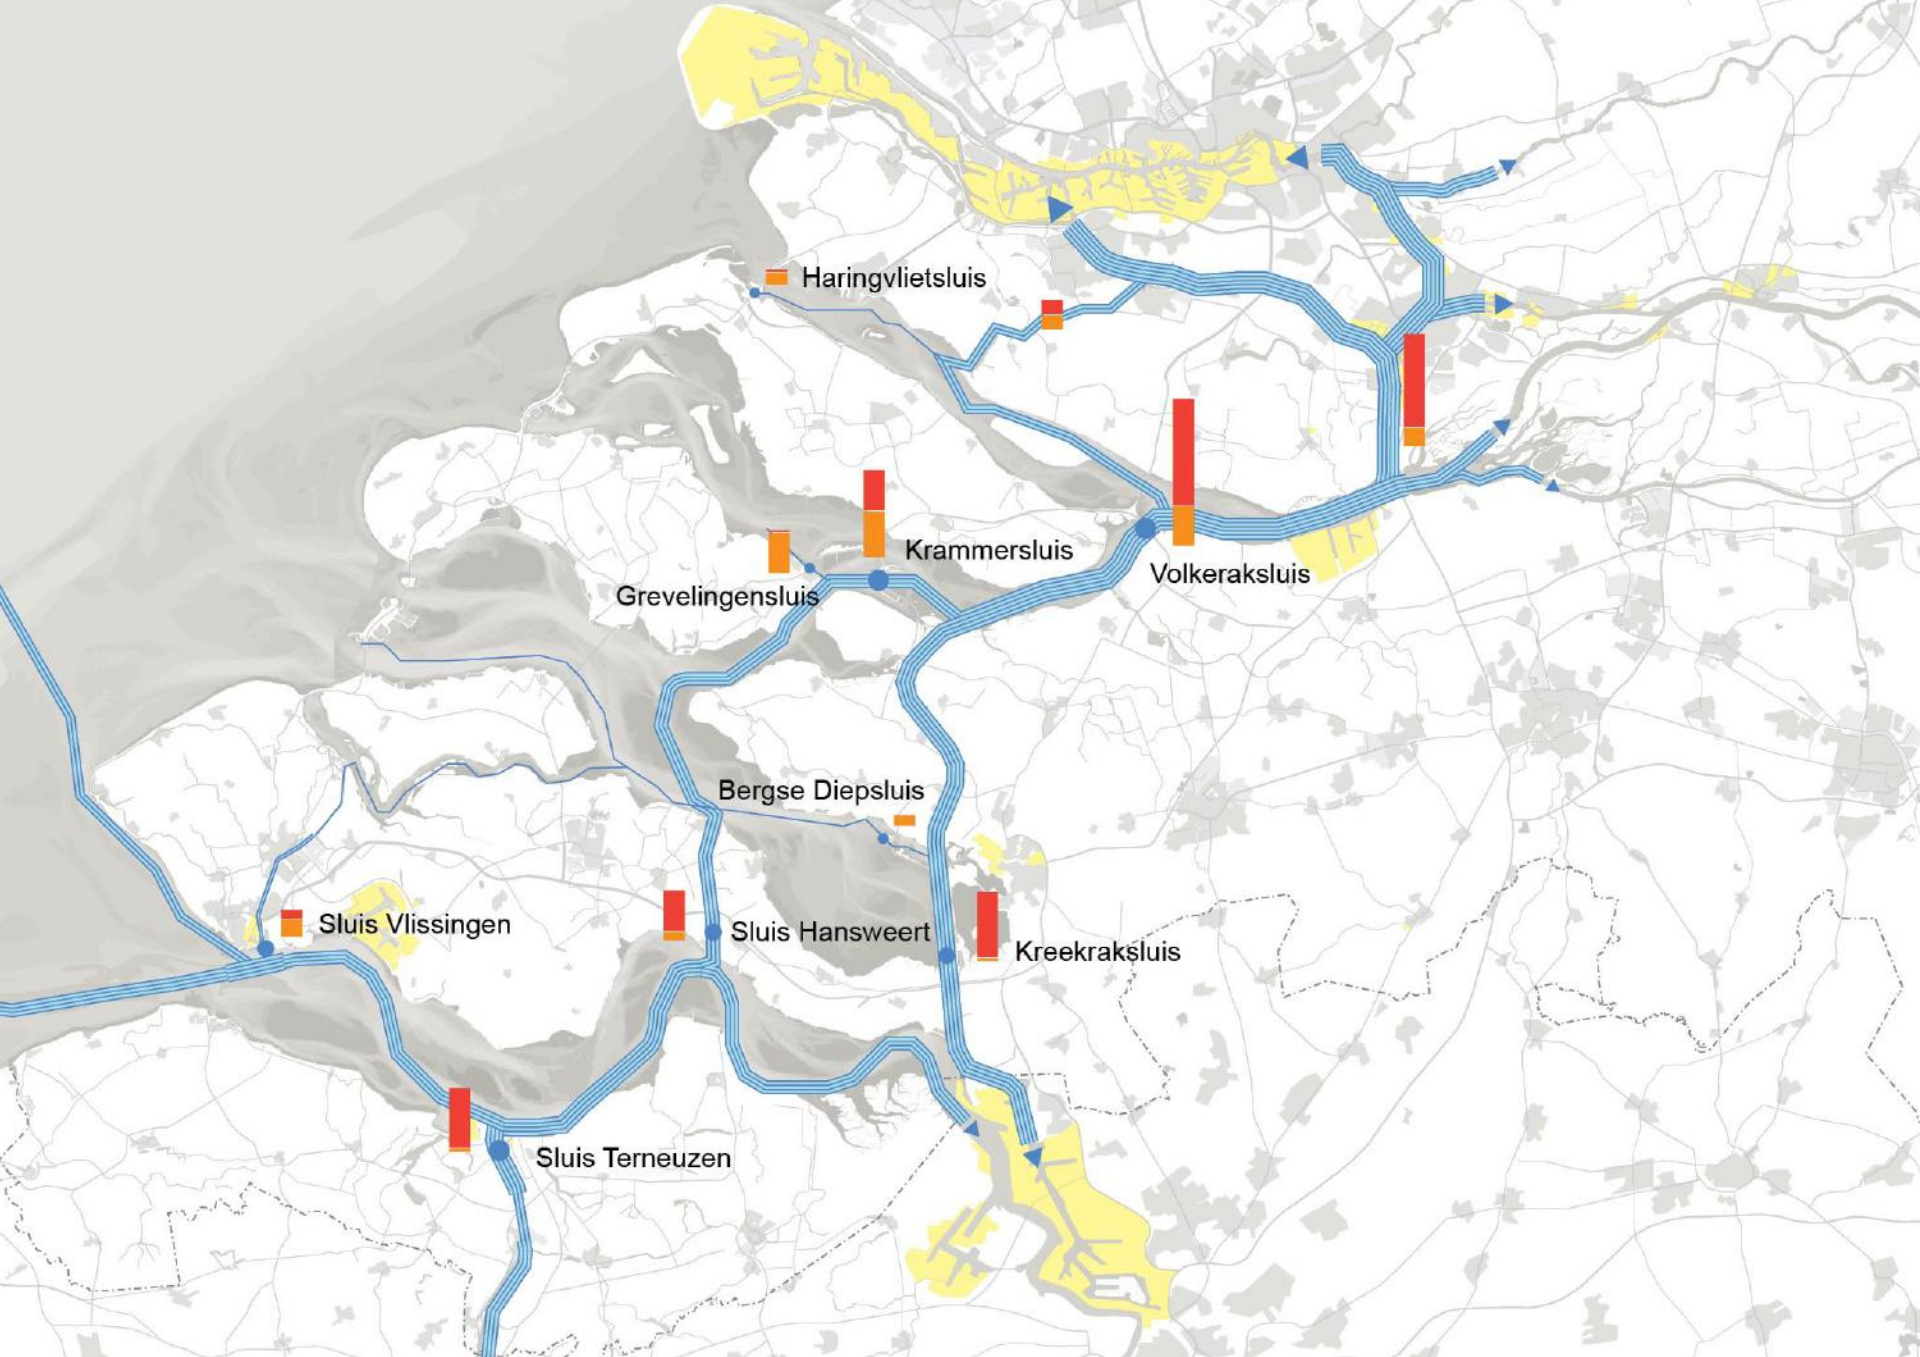 Haringvlietsluis
Krammersluis
Volkeraksluis
Grevelingensluis
Bergse Diepsluis
Sluis Vlissingen
Sluis Hansweert
Kreekraksluis
Sluis Terneuzen